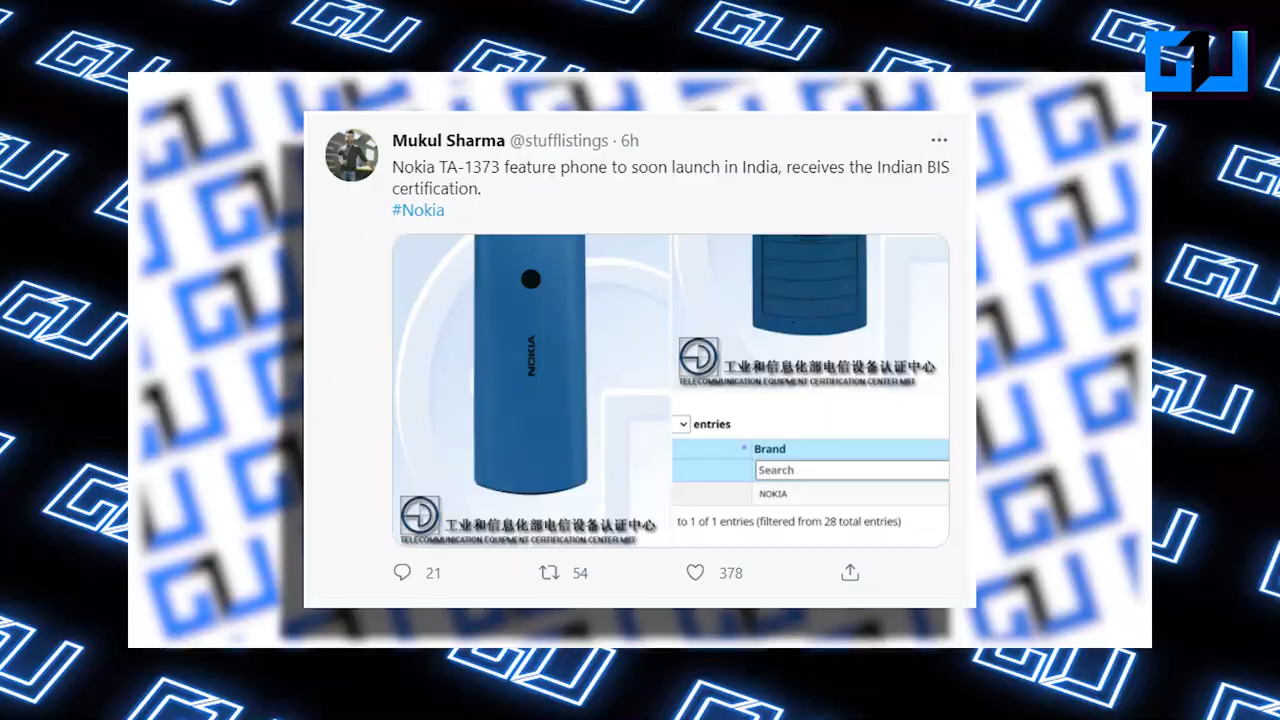 GU
Mukul Sharma @stufflistings · 6h
Nokia TA-1373 feature phone to soon launch in India, receives the Indian BIS
certification.
#Nokia
NOKIA
工业和信息化部电信设备认证中心
TELECOMMUNICATION EQUIPMENT CERTIFICATION CENTER MIIT
工业和信息化部电信设备认证中心
TELECOMMUNICATION EQUIPMENT CERTIFICATION CENTER MIIT
entries
Brand
Search
NOKIA
to 1 of 1 entries (filtered from 28 total entries)
21 54 378